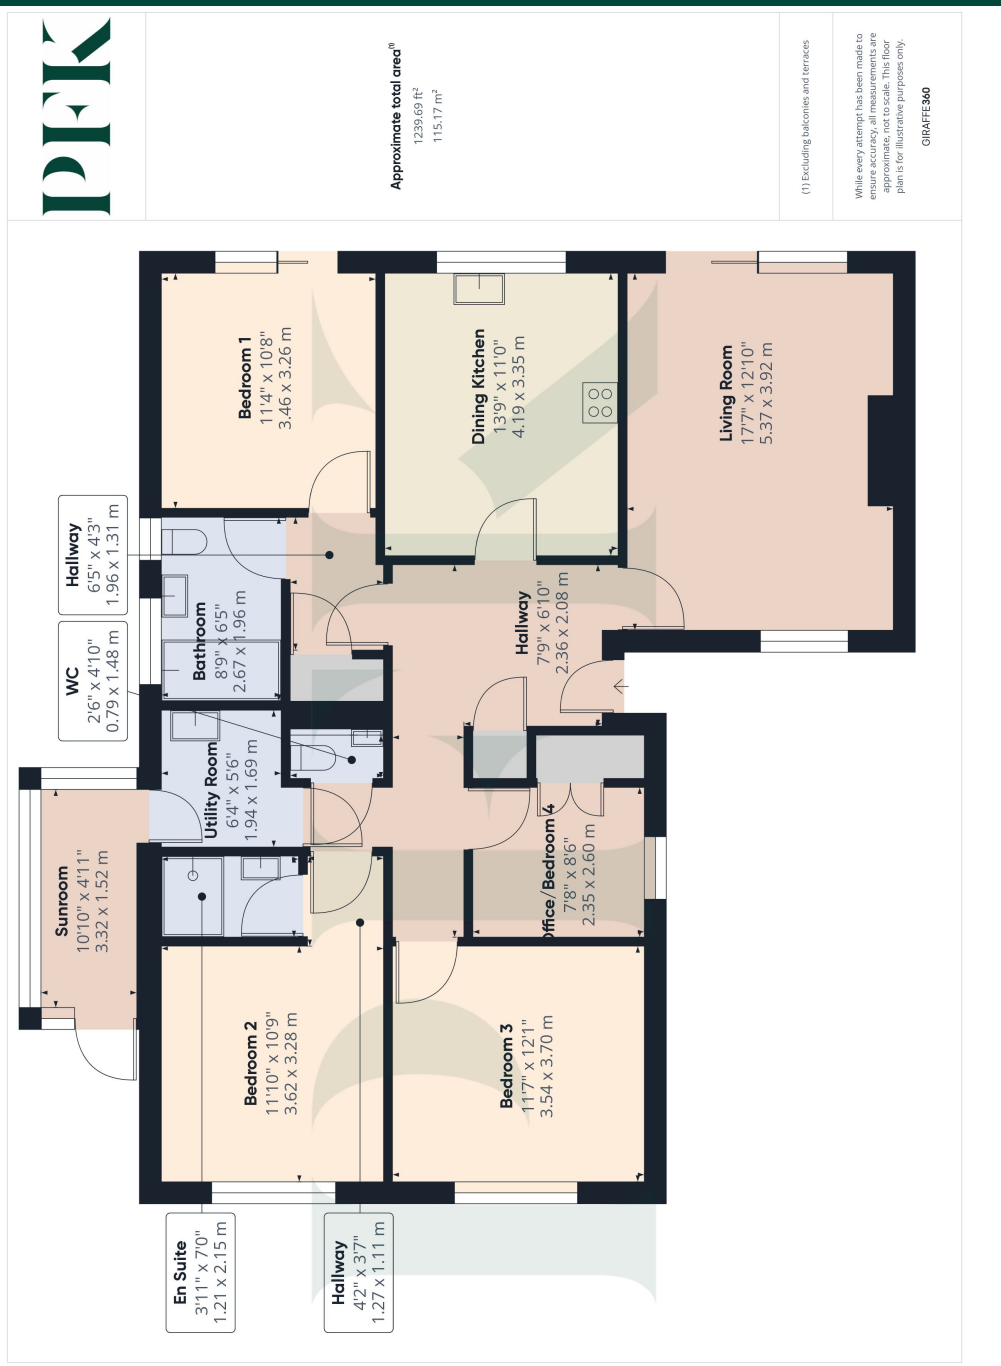 PFK
Approximate total area(1)
1239.69 ft²
115.17 m²
(1) Excluding balconies and terraces
While every attempt has been made to
ensure accuracy, all measurements are
approximate, not to scale. This floor
plan is for illustrative purposes only.
GIRAFFE360
Hallway
6'5" x 4'3"
1.96 x 1.31 m
WC
2'6" x 4'10"
0.79 x 1.48 m
Sunroom
10'10" x 4'11"
3.32 x 1.52 m
Bedroom 1
11'4" x 10'8"
3.46 x 3.26 m
Bathroom
8'9" x 6'5"
2.67 x 1.96 m
Utility Room
6'4" x 5'6"
1.94 x 1.69 m
Bedroom 2
11'10" x 10'9"
3.62 x 3.28 m
En Suite
3'11" x 7'0"
1.21 x 2.15 m
Hallway
4'2" x 3'7"
1.27 x 1.11 m
Dining Kitchen
13'9" x 11'0"
4.19 x 3.35 m
Hallway
7'9" x 6'10"
2.36 x 2.08 m
Office/Bedroom 4
7'8" x 8'6"
2.35 x 2.60 m
Bedroom 3
11'7" x 12'1"
3.54 x 3.70 m
Living Room
17'7" x 12'10"
5.37 x 3.92 m